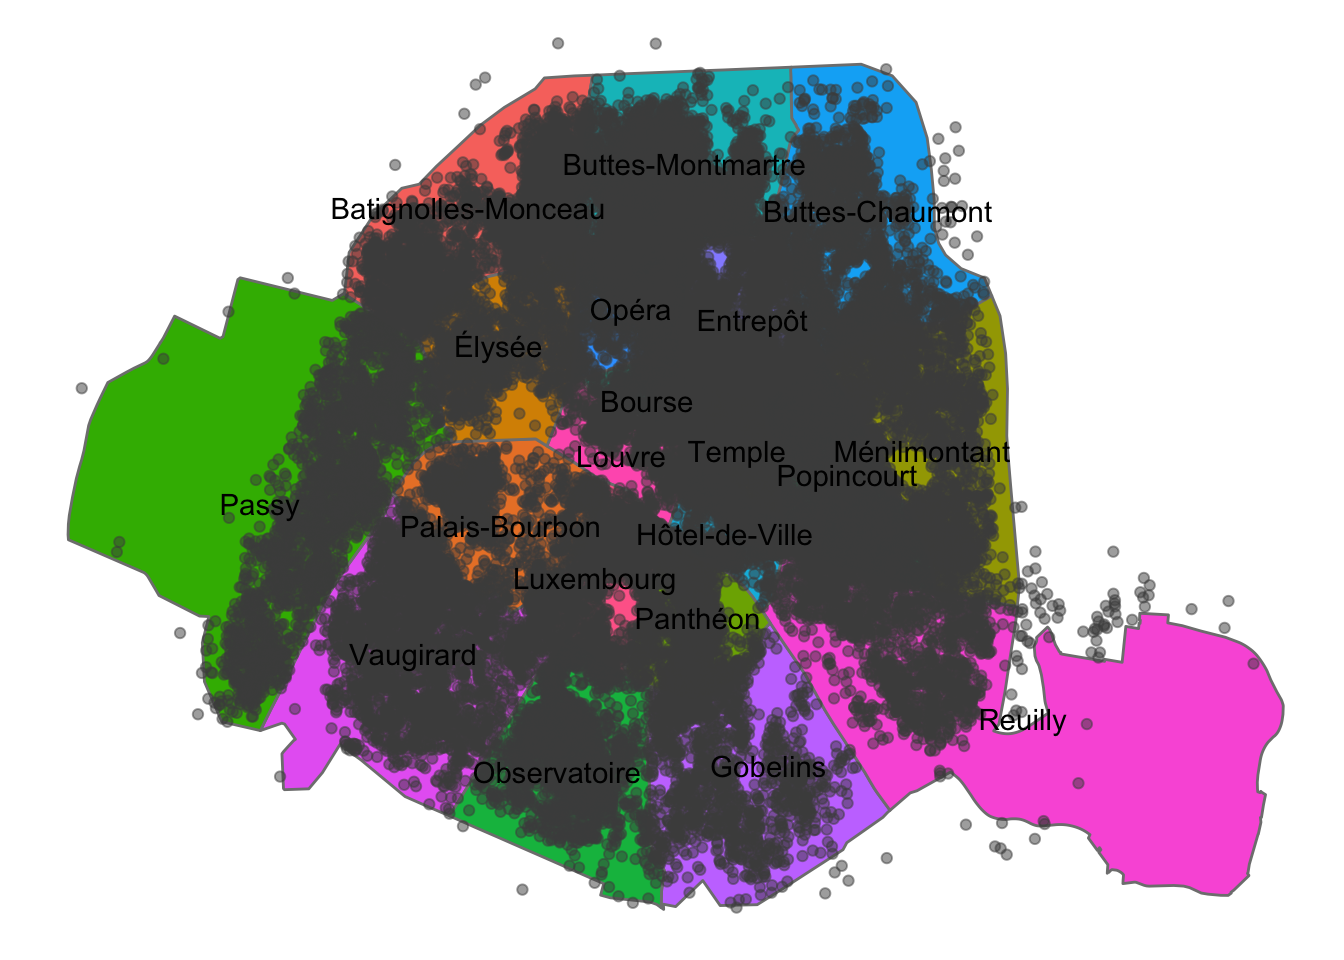 Buttes-Montmartre
Batignolles-Monceau
Buttes-Chaumont
Opéra
Entrepôt
Élysée
Bourse
Louvre
Temple
Ménilmontant
Popincourt
Passy
Palais-Bourbon
Hôtel-de-Ville
Luxembourg
Panthéon
Vaugirard
Reuilly
Observatoire
Gobelins